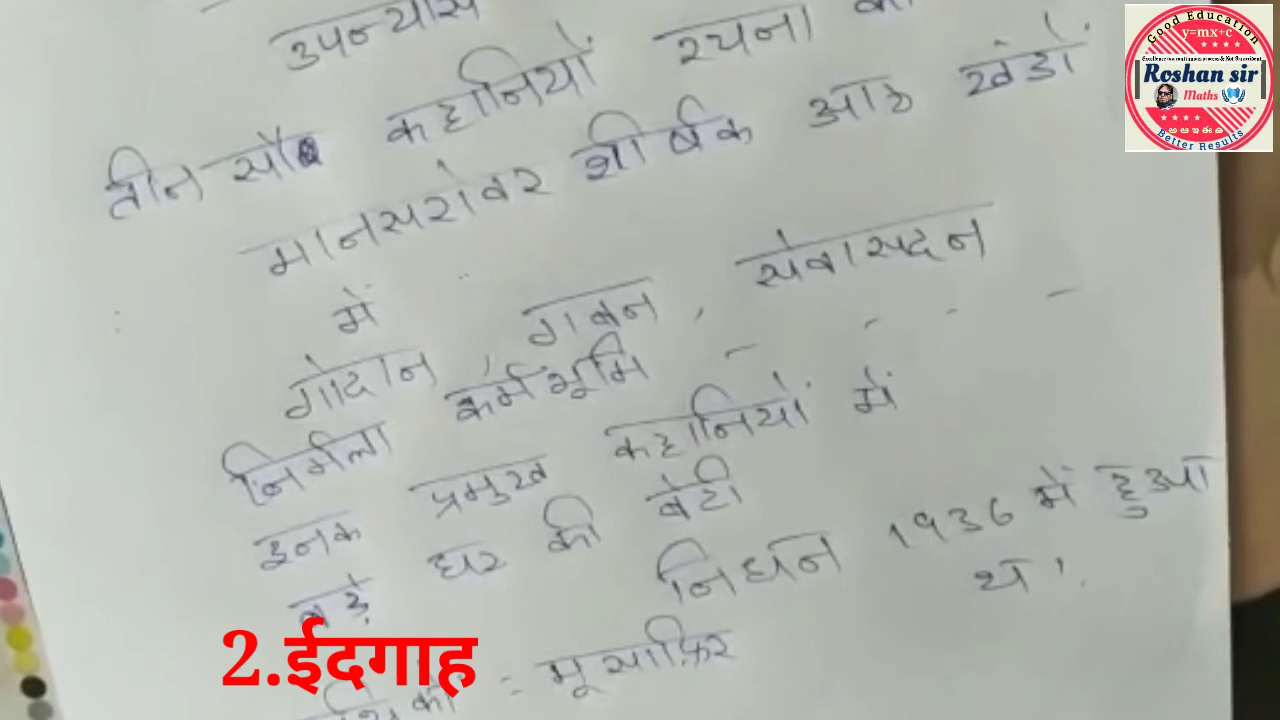 उपन्यास
तीन सौ कहानियों रचना
मानसरोवर शीर्षक आठ खंडों
में
गोदान, गबन, सेवासदन
निर्मला कर्मभूमि - - - -
इनक प्रमुख कहानियों में
बड़े घर की बेटी
निधन 1936 में हुआ
था।
= मूसाफ़िर
2.ईदगाह
Good Education
y=mx+c
Roshan sir
Maths
Better Results